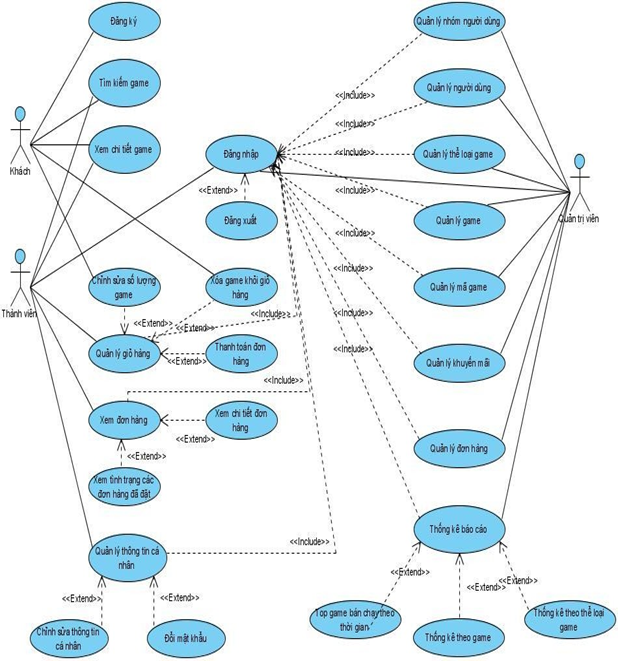 Đăng ký
Quản lý nhóm người dùng
Tìm kiếm game
Quản lý người dùng
<<Include>>
<<Include>>
Khách
Xem chi tiết game
Đăng nhập
<<Include>>
Quản lý thể loại game
Quản trị viên
<<Extend>>
<<Include>>
Đăng xuất
Quản lý game
<<Include>>
Thành viên
Chỉnh sửa số lượng
game
Xóa game khỏi giỏ
hàng
<<Include>>
Quản lý mã game
<<Include>>
<<Extend>>
<<Extend>>
<<Include>>
Quản lý giỏ hàng
<<Extend>>
Thanh toán đơn
hàng
<<Include>>
Quản lý khuyến mãi
<<Include>>
Xem đơn hàng
<<Extend>>
Xem chi tiết đơn
hàng
<<Extend>>
Quản lý đơn hàng
Xem tình trạng các
đơn hàng đã đặt
Quản lý thông tin cá
nhân
<<Include>>
Thống kê báo cáo
<<Extend>>
<<Extend>>
<<Extend>>
<<Extend>>
<<Extend>>
Chỉnh sửa thông tin
cá nhân
Đổi mật khẩu
Top game bán chạy theo
thời gian
Thống kê theo game
Thống kê theo thể loại
game